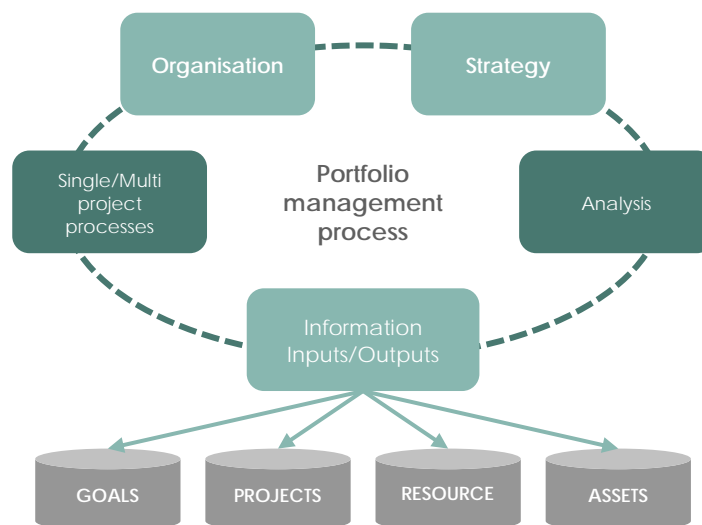 Organisation
Strategy
Single/Multi
project
processes
Portfolio
management
process
Analysis
Information
Inputs/Outputs
GOALS
PROJECTS
RESOURCE
ASSETS